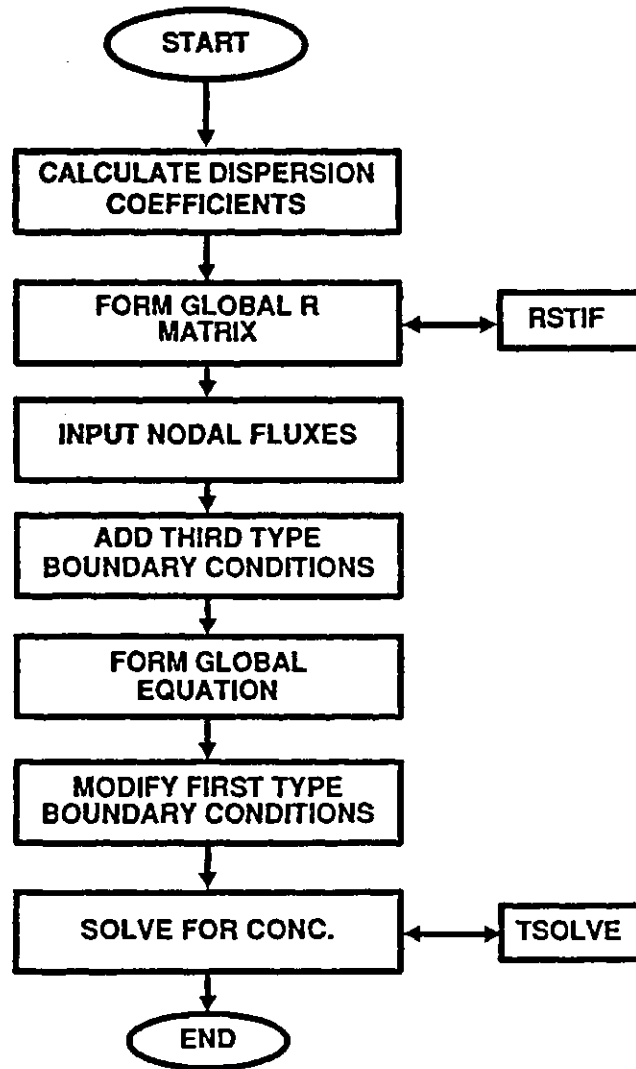 START
CALCULATE DISPERSION
COEFFICIENTS
FORM GLOBAL R
MATRIX
RSTIF
INPUT NODAL FLUXES
ADD THIRD TYPE
BOUNDARY CONDITIONS
FORM GLOBAL
EQUATION
MODIFY FIRST TYPE
BOUNDARY CONDITIONS
SOLVE FOR CONC.
TSOLVE
END